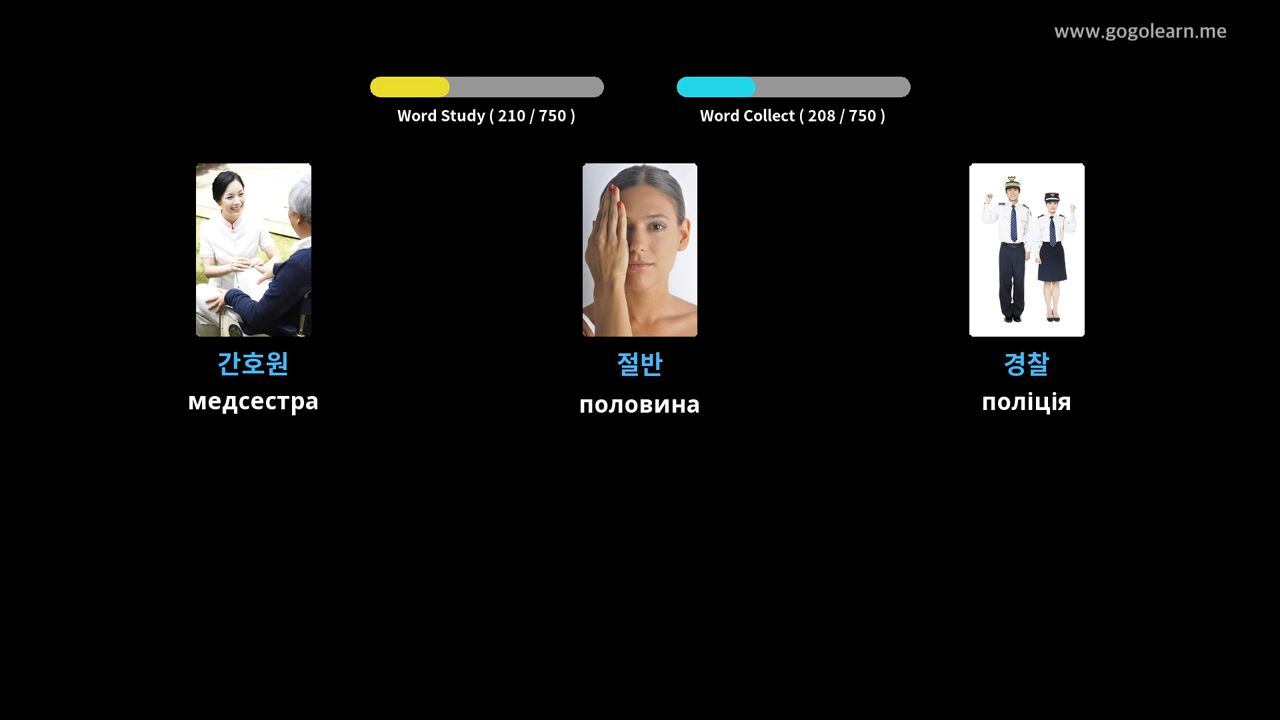 www.gogolearn.me
Word Study ( 210 / 750 )
Word Collect ( 208 / 750 )
간호원
медсестра
절반
половина
경찰
поліція